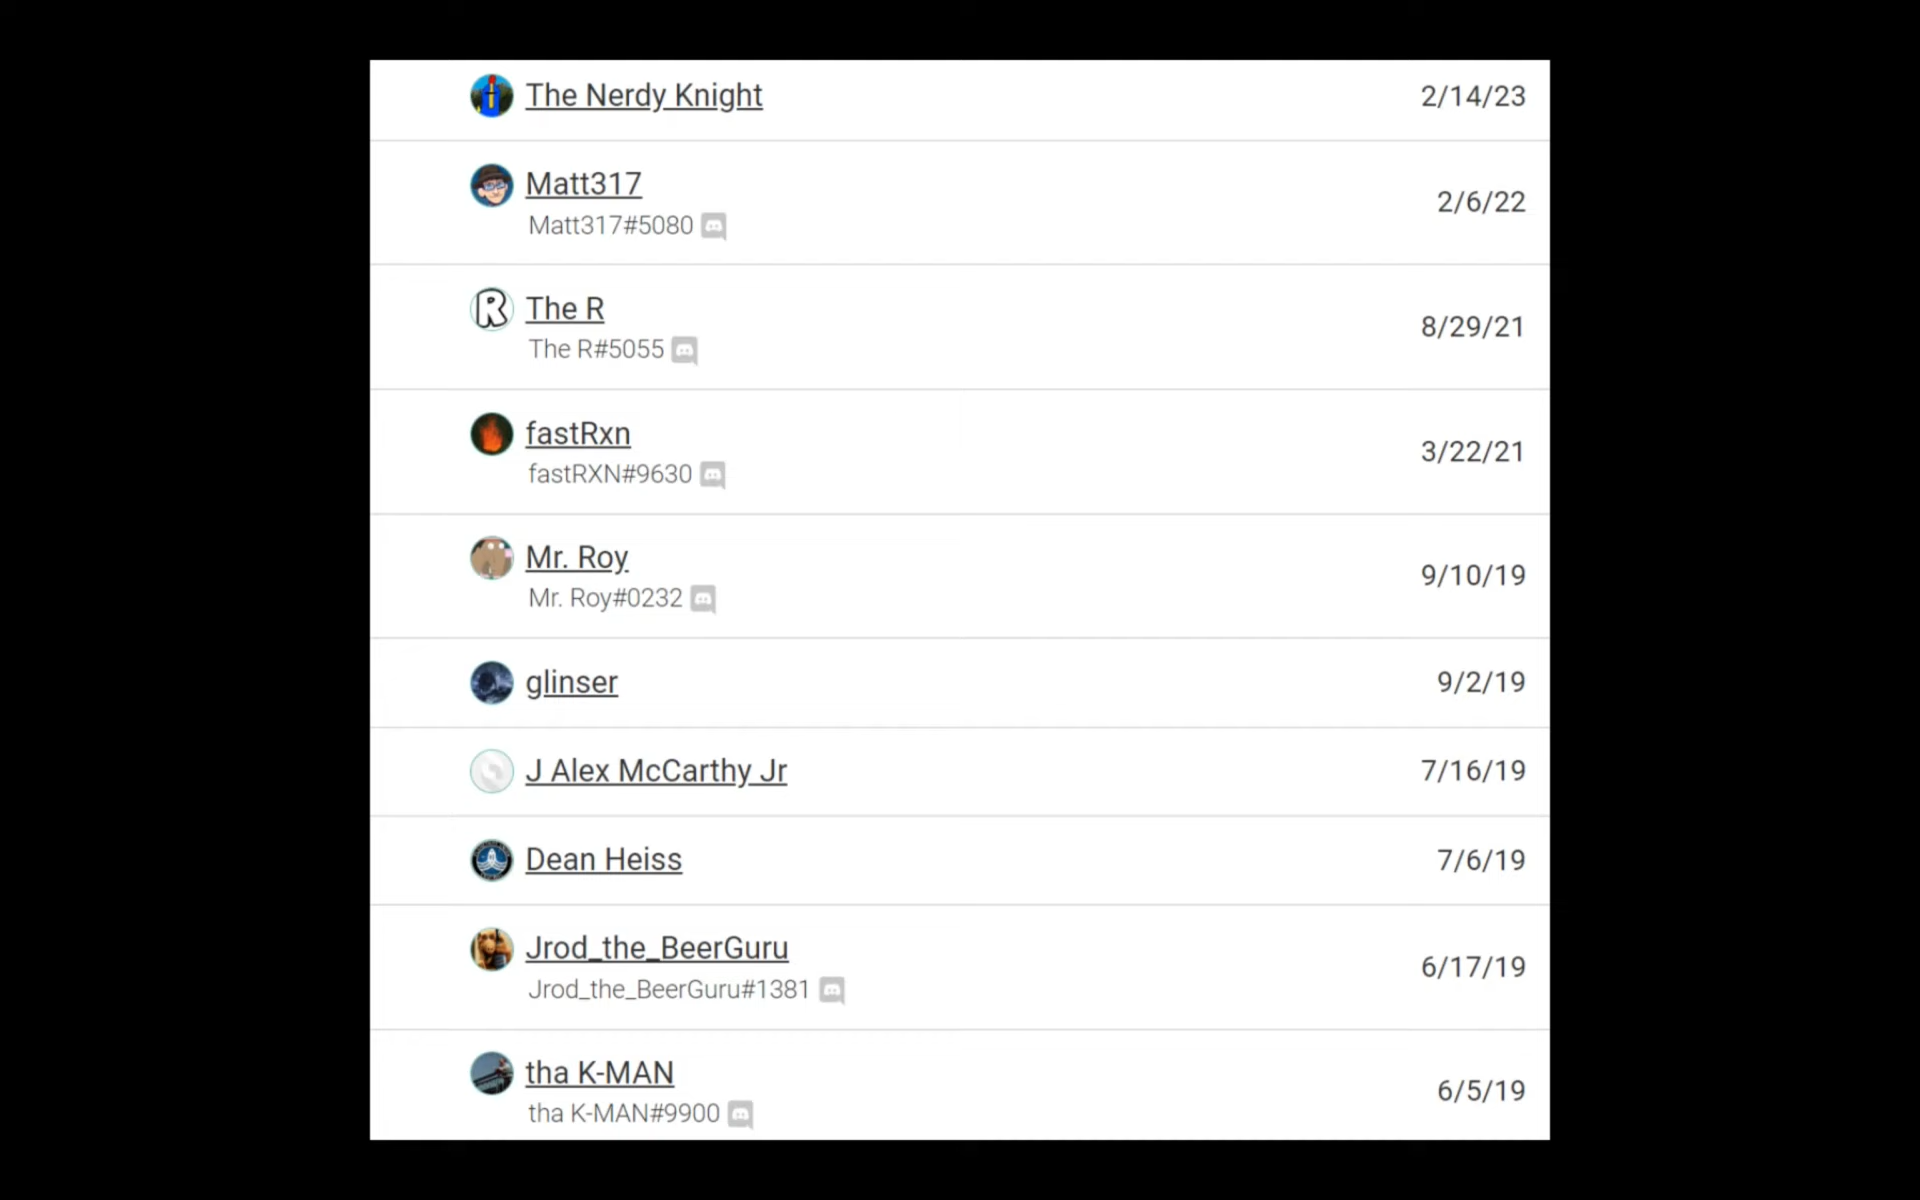 The Nerdy Knight 2/14/23
Matt317
Matt317#5080
2/6/22
The R
The R#5055
8/29/21
fastRxn
fastRXN#9630
3/22/21
Mr. Roy
Mr. Roy#0232
9/10/19
glinser 9/2/19
J Alex McCarthy Jr 7/16/19
Dean Heiss 7/6/19
Jrod_the_BeerGuru
Jrod_the_BeerGuru#1381
6/17/19
tha K-MAN
tha K-MAN#9900
6/5/19